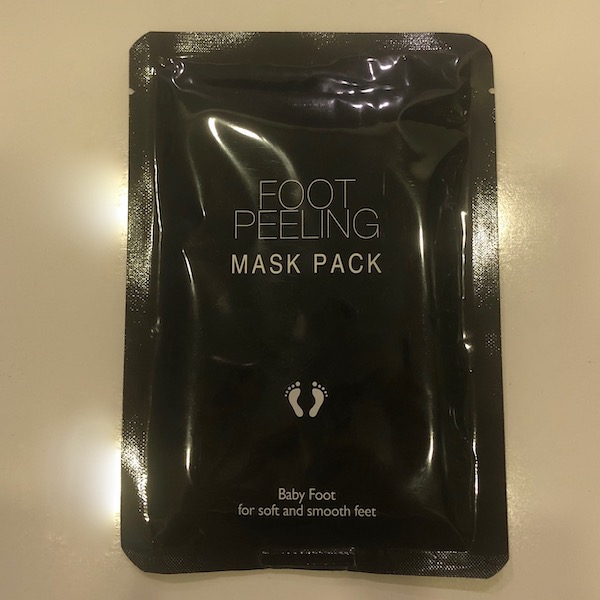 FOOT
PEELING
MASK PACK
Baby Foot
for soft and smooth feet